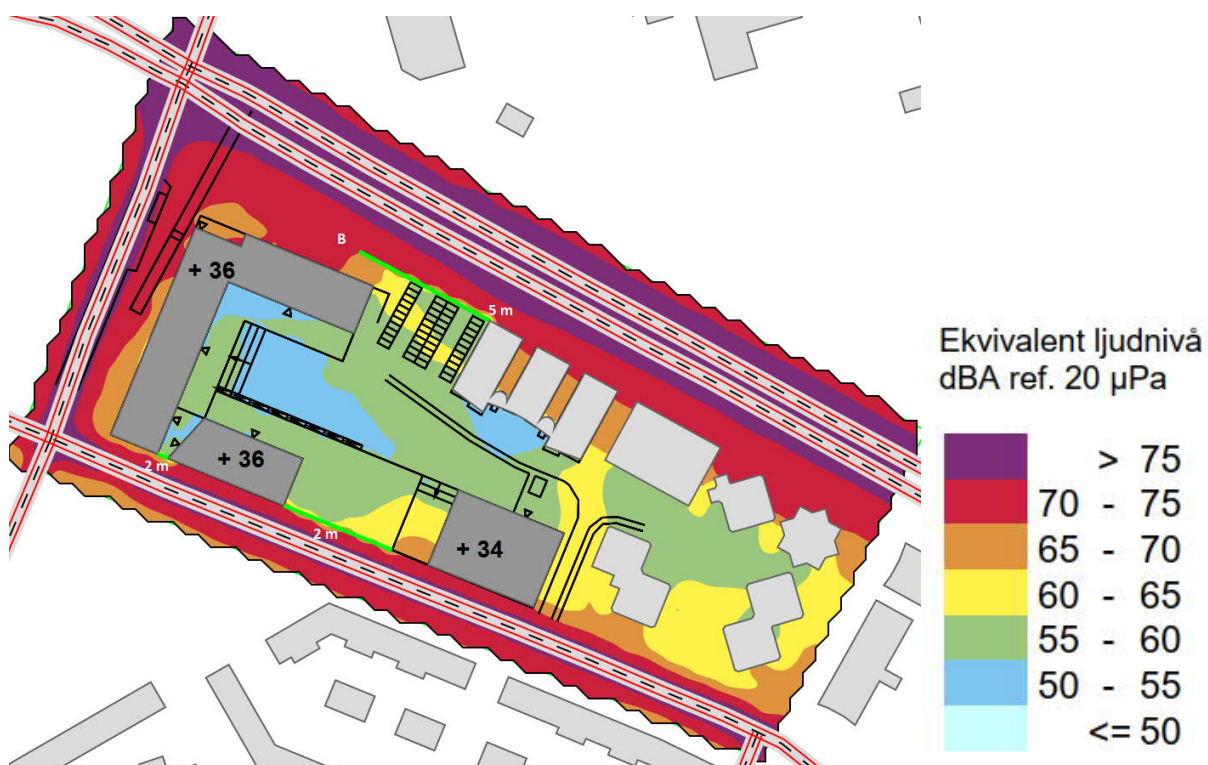 B
+ 36
5 m
+ 36
2 m
2 m
+ 34
Ekvivalent ljudnivå
dBA ref. 20 µPa
> 75
70 - 75
65 - 70
60 - 65
55 - 60
50 - 55
<= 50